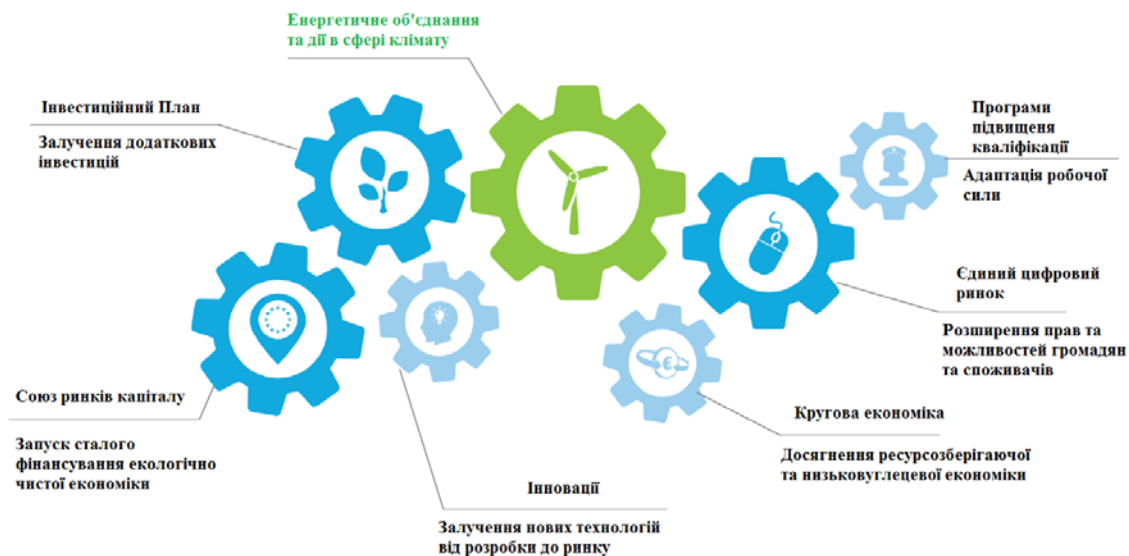 Енергетичне об'єднання
та дії в сфері клімату
Інвестиційний План
Залучення додаткових
інвестицій
Програми
підвищеня
кваліфікації
Адаптація робочої
сили
Єдиний цифровий
ринок
Розширення прав та
можливостей громадян
та споживачів
Союз ринків капіталу
Запуск сталого
фінансування екологічно
чистої економіки
Кругова економіка
Досягнення ресурсозберігаючої
та низьковуглецевої економіки
Інновації
Залучення нових технологій
від розробки до ринку